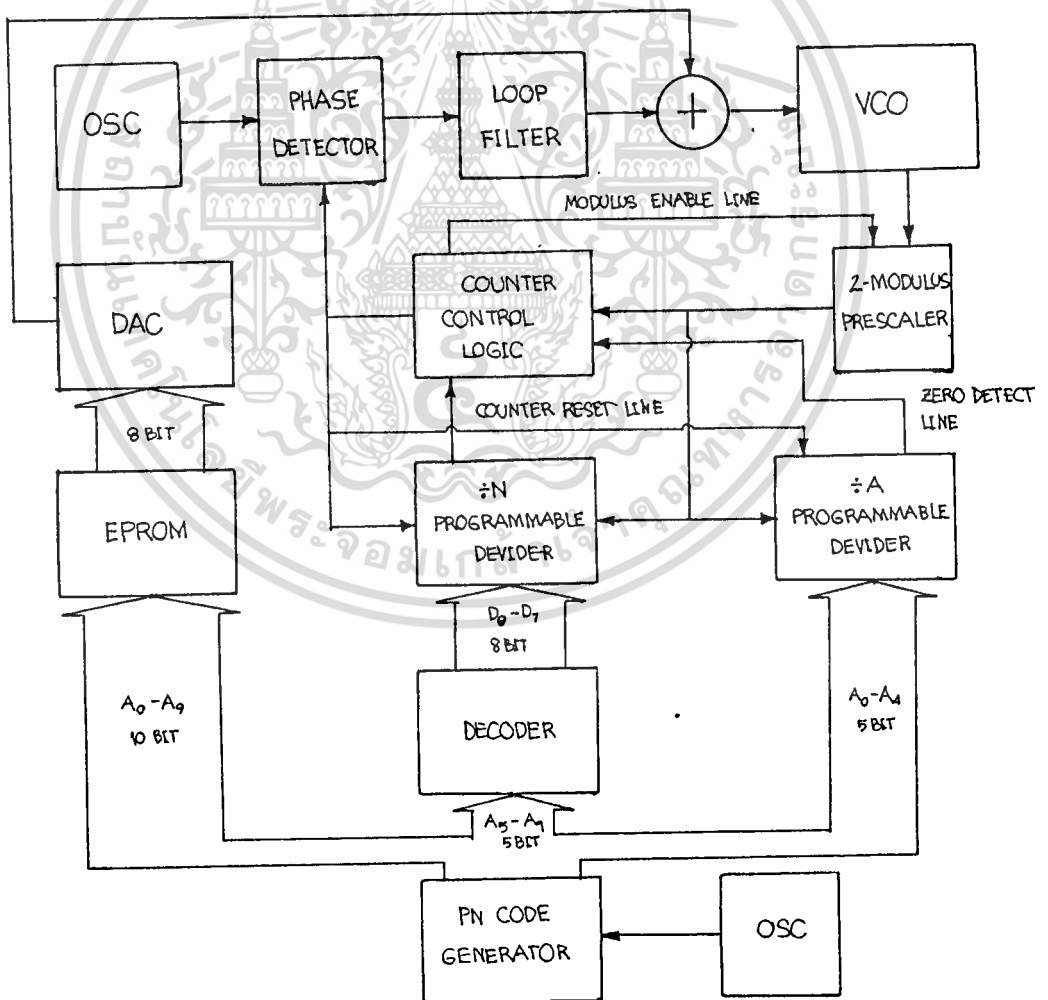 OSC
PHASE
DETECTOR
LOOP
FILTER
+
VCO
MODULUS ENABLE LINE
DAC
COUNTER
CONTROL
LOGIC
2-MODULUS
PRESCALER
8 BIT
COUNTER RESET LINE
ZERO DETECT
LINE
EPROM
÷N
PROGRAMMABLE
DEVIDER
÷A
PROGRAMMABLE
DEVIDER
D₀-D₇
8 BIT
A₀-A₉
10 BIT
DECODER
A₀-A₄
5 BIT
A₅-A₉
5 BIT
PN CODE
GENERATOR
OSC